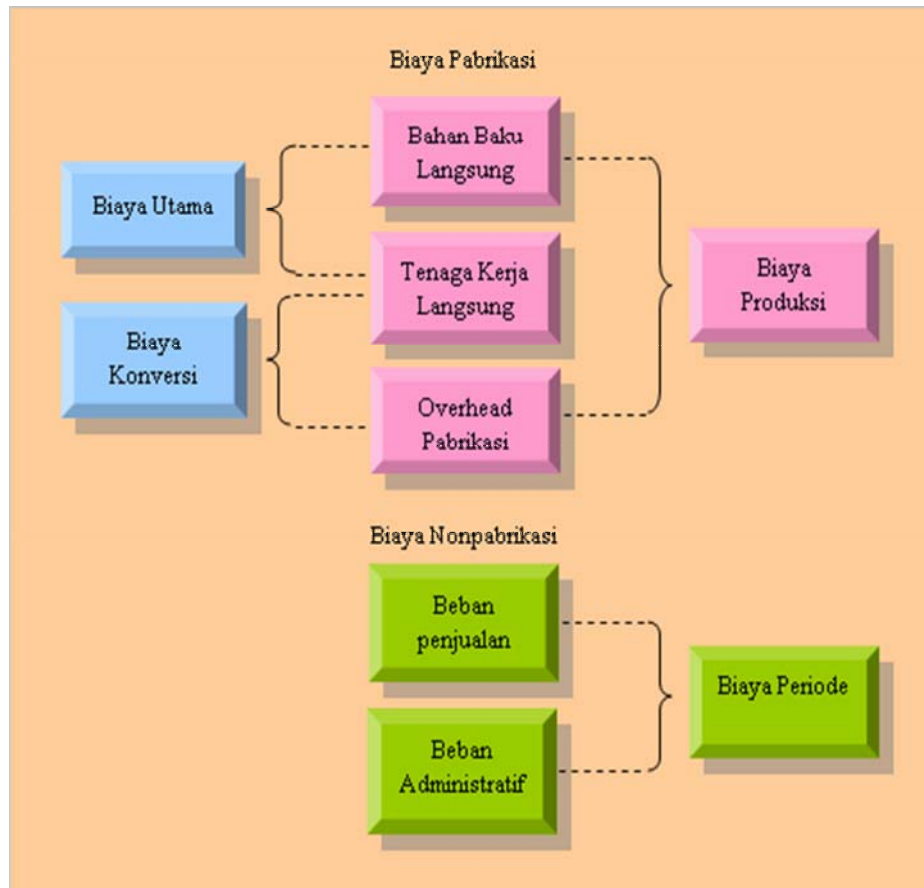 Biaya Pabrikasi
Bahan Baku
Langsung
Biaya Utama
Tenaga Kerja
Langsung
Biaya
Produksi
Biaya
Konversi
Overhead
Pabrikasi
Biaya Nonpabrikasi
Beban
penjualan
Biaya Periode
Beban
Administratif